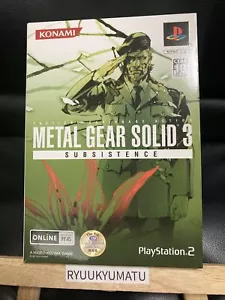 KONAMI
METAL GEAR SOLID 3
SUBSISTENCE
ONLINE
PlayStation.2
RYUUKYUMATU